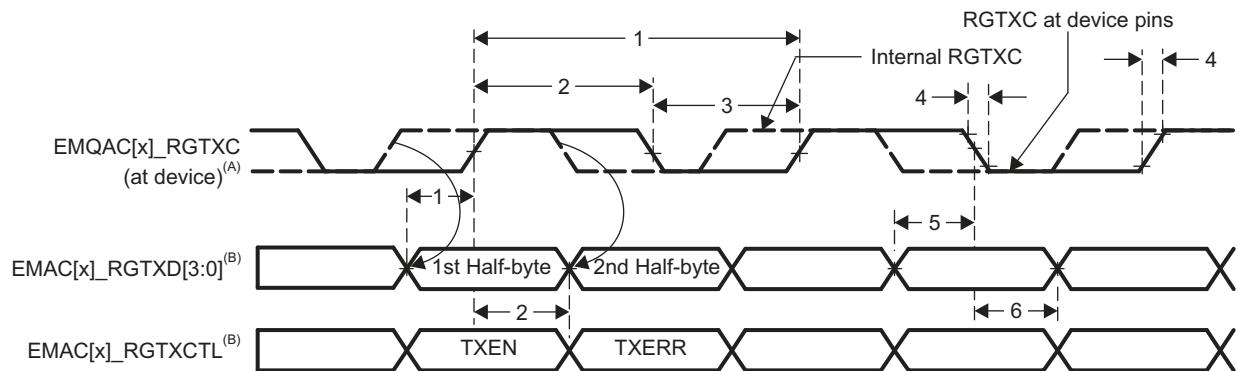 RGTXC at device pins
1
Internal RGTXC
4
2
4
3
EMQAC[x]_RGTXC
(at device)(A)
1
5
EMAC[x]_RGTXD[3:0](B)
1st Half-byte
2nd Half-byte
2
6
EMAC[x]_RGTXCTL(B)
TXEN
TXERR